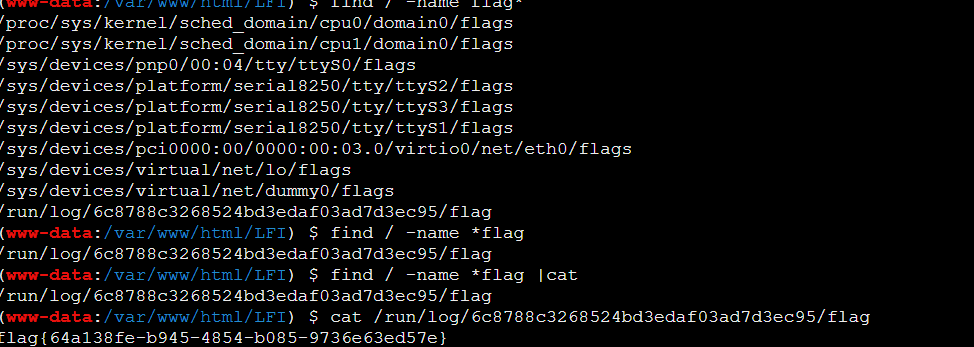 (www-data:/var/www/html/LFI) $ find / -name flag*
/proc/sys/kernel/sched_domain/cpu0/domain0/flags
/proc/sys/kernel/sched_domain/cpu1/domain0/flags
/sys/devices/pnp0/00:04/tty/ttyS0/flags
/sys/devices/platform/serial8250/tty/ttyS2/flags
/sys/devices/platform/serial8250/tty/ttyS3/flags
/sys/devices/platform/serial8250/tty/ttyS1/flags
/sys/devices/pci0000:00/0000:00:03.0/virtio0/net/eth0/flags
/sys/devices/virtual/net/lo/flags
/sys/devices/virtual/net/dummy0/flags
/run/log/6c8788c3268524bd3edaf03ad7d3ec95/flag
(www-data:/var/www/html/LFI) $ find / -name *flag
/run/log/6c8788c3268524bd3edaf03ad7d3ec95/flag
(www-data:/var/www/html/LFI) $ find / -name *flag |cat
/run/log/6c8788c3268524bd3edaf03ad7d3ec95/flag
(www-data:/var/www/html/LFI) $ cat /run/log/6c8788c3268524bd3edaf03ad7d3ec95/flag
flag{64a138fe-b945-4854-b085-9736e63ed57e}